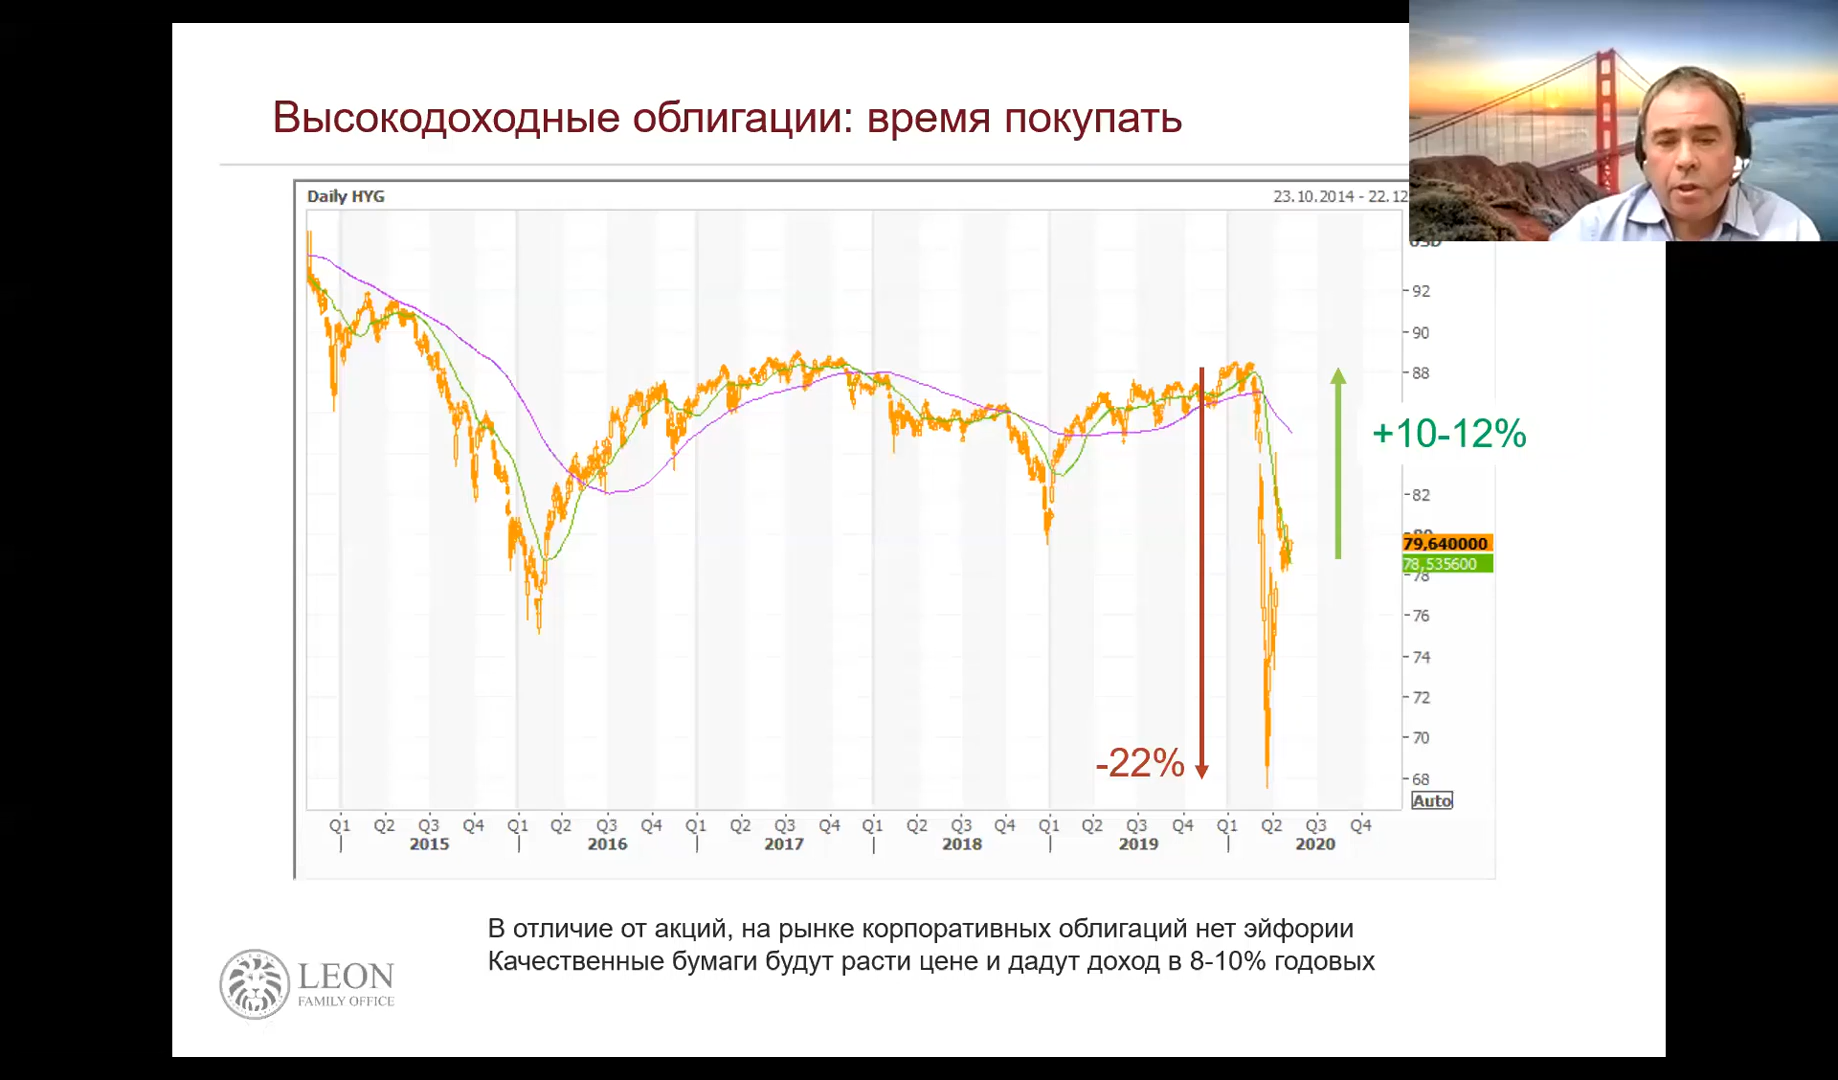 Высокодоходные облигации: время покупать
Daily HYG
23.10.2014 - 22.12
92
90
88
+10-12%
82
79,640000
78,535600
78
76
74
72
70
68
-22%
Auto
Q1 Q2 Q3 Q4 Q1 Q2 Q3 Q4 Q1 Q2 Q3 Q4 Q1 Q2 Q3 Q4 Q1 Q2 Q3 Q4 Q1 Q2 Q3 Q4
2015 2016 2017 2018 2019 2020
В отличие от акций, на рынке корпоративных облигаций нет эйфории
Качественные бумаги будут расти цене и дадут доход в 8-10% годовых
LEON
FAMILY OFFICE